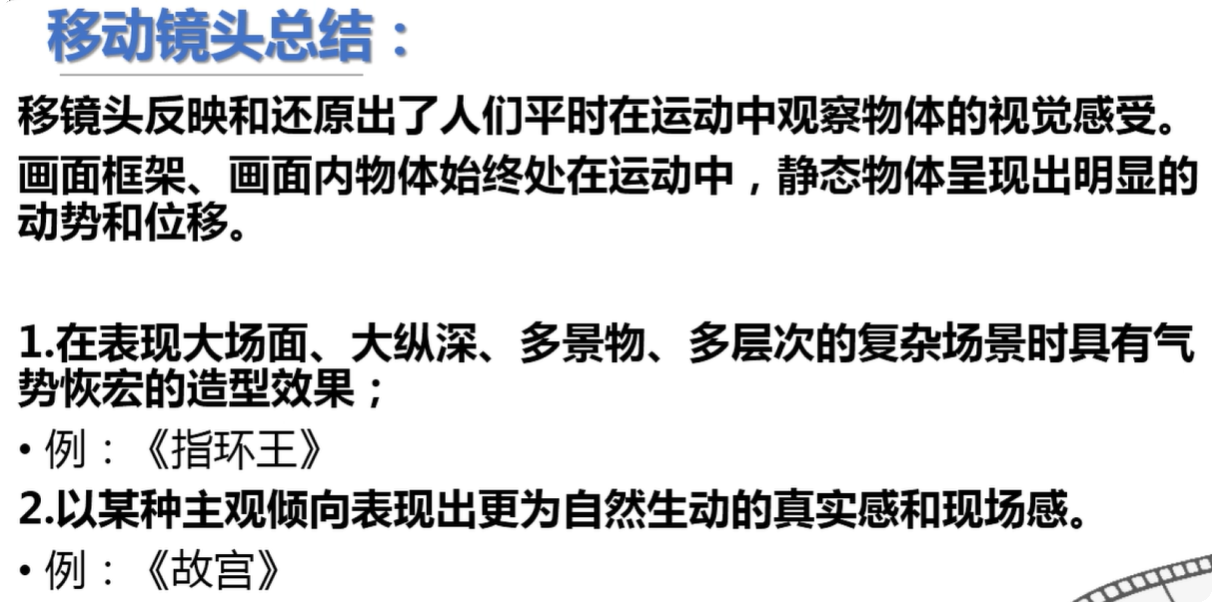 移动镜头总结：
移镜头反映和还原出了人们平时在运动中观察物体的视觉感受。
画面框架、画面内物体始终处在运动中，静态物体呈现出明显的
动势和位移。
1.在表现大场面、大纵深、多景物、多层次的复杂场景时具有气
势恢宏的造型效果；
• 例：《指环王》
2.以某种主观倾向表现出更为自然生动的真实感和现场感。
• 例：《故宫》